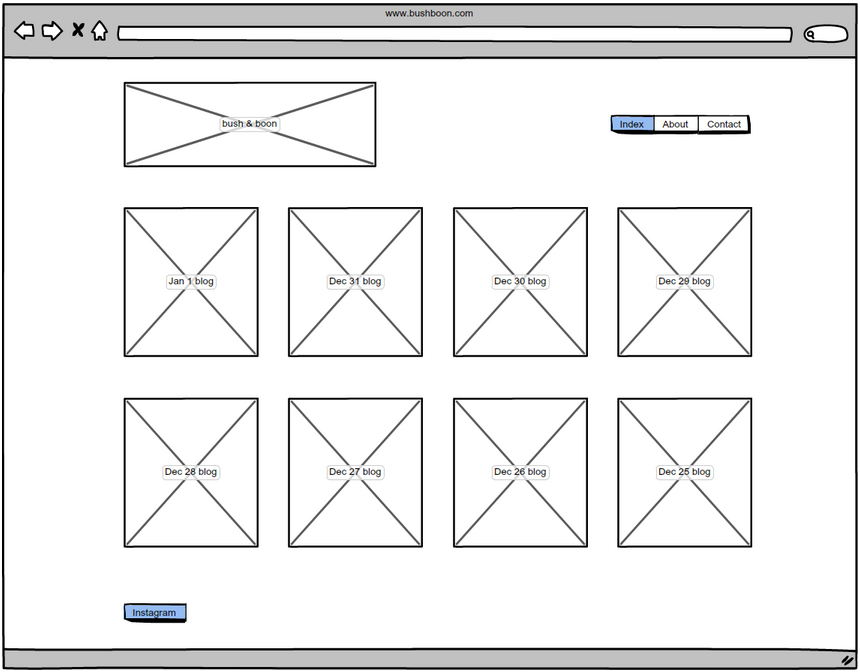 www.bushboon.com
bush & boon
Index About Contact
Jan 1 blog Dec 31 blog Dec 30 blog Dec 29 blog
Dec 28 blog Dec 27 blog Dec 26 blog Dec 25 blog
Instagram